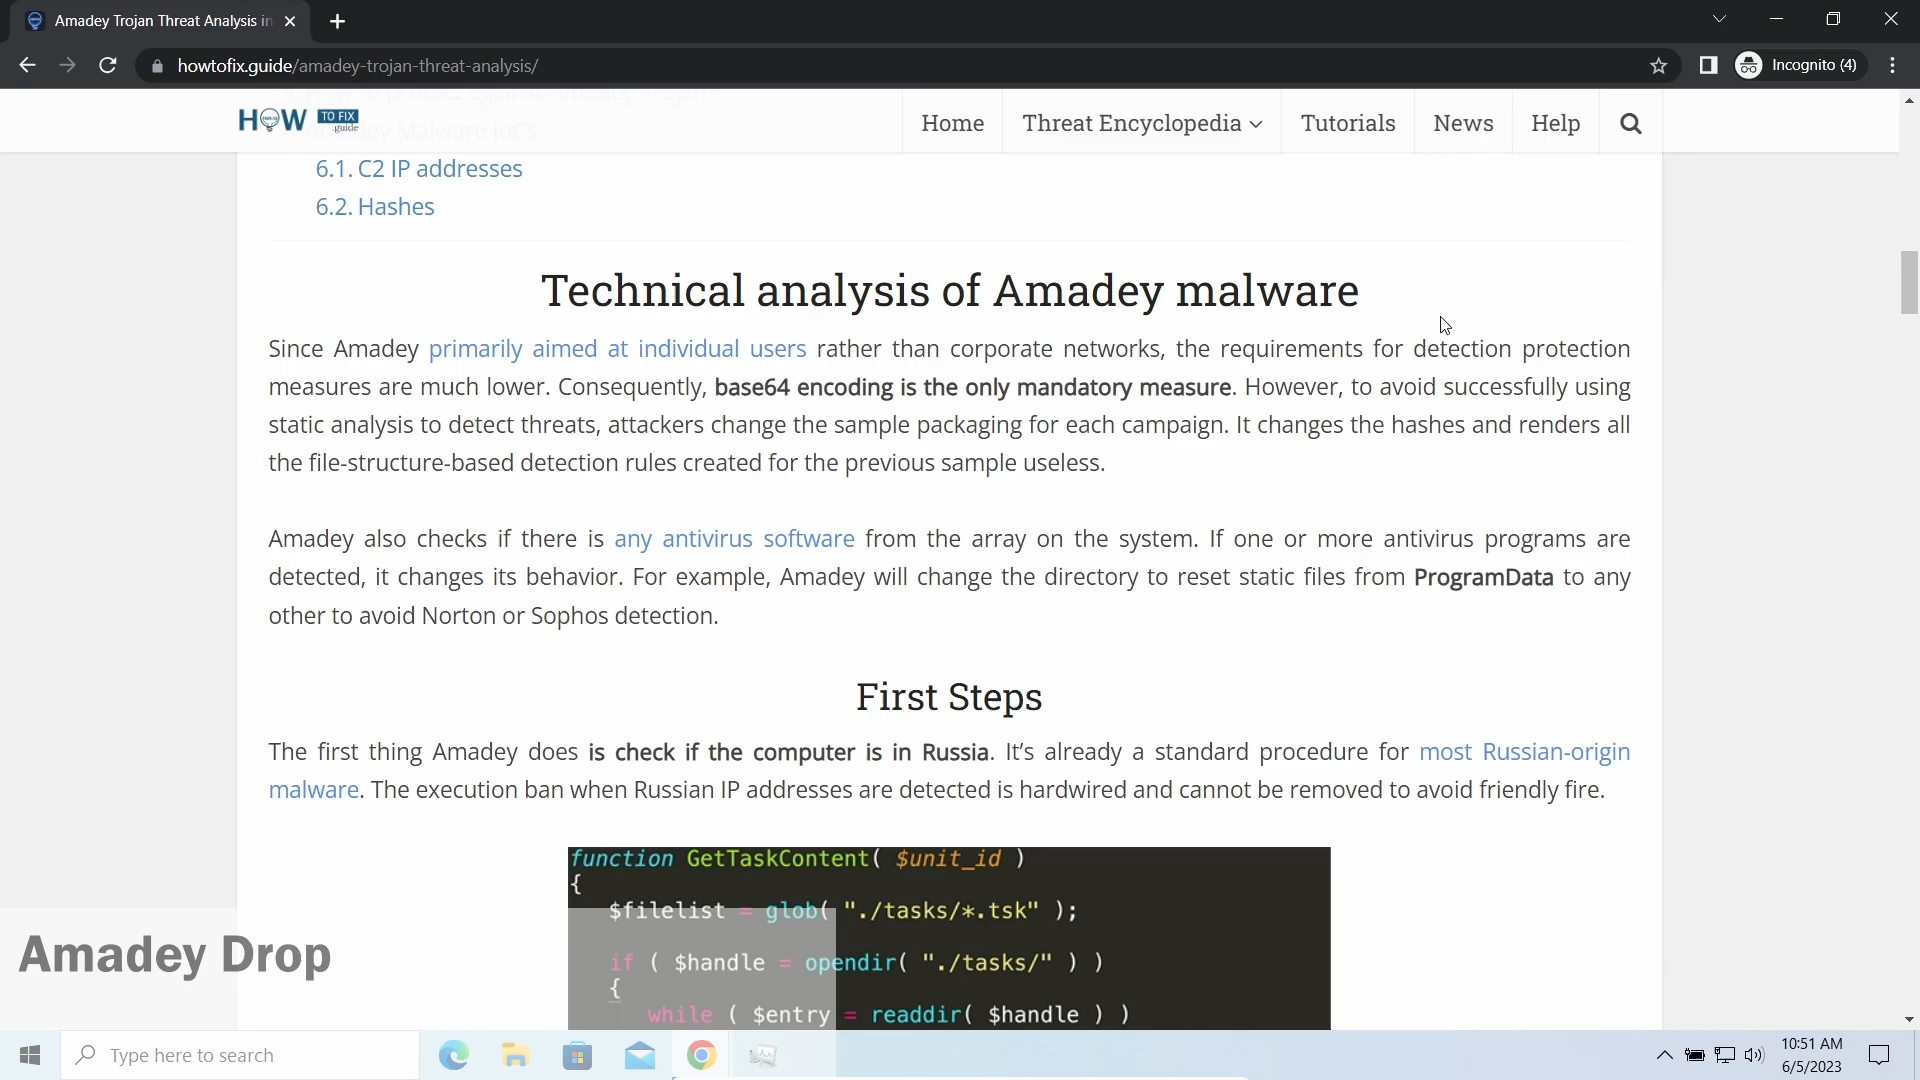 Amadey Trojan Threat Analysis in
howtofix.guide/amadey-trojan-threat-analysis/
Incognito (4)
HOW TO FIX .guide
Home
Threat Encyclopedia
Tutorials
News
Help
Amadey Malware IoCs
6.1. C2 IP addresses
6.2. Hashes
Technical analysis of Amadey malware
Since Amadey primarily aimed at individual users rather than corporate networks, the requirements for detection protection
measures are much lower. Consequently, base64 encoding is the only mandatory measure. However, to avoid successfully using
static analysis to detect threats, attackers change the sample packaging for each campaign. It changes the hashes and renders all
the file-structure-based detection rules created for the previous sample useless.
Amadey also checks if there is any antivirus software from the array on the system. If one or more antivirus programs are
detected, it changes its behavior. For example, Amadey will change the directory to reset static files from ProgramData to any
other to avoid Norton or Sophos detection.
First Steps
The first thing Amadey does is check if the computer is in Russia. It’s already a standard procedure for most Russian-origin
malware. The execution ban when Russian IP addresses are detected is hardwired and cannot be removed to avoid friendly fire.
function GetTaskContent( $unit_id )
{
$filelist = glob( "./tasks/*.tsk" );
if ( $handle = opendir( "./tasks/" ) )
{
while ( $entry = readdir( $handle ) )
Amadey Drop
Type here to search
10:51 AM
6/5/2023